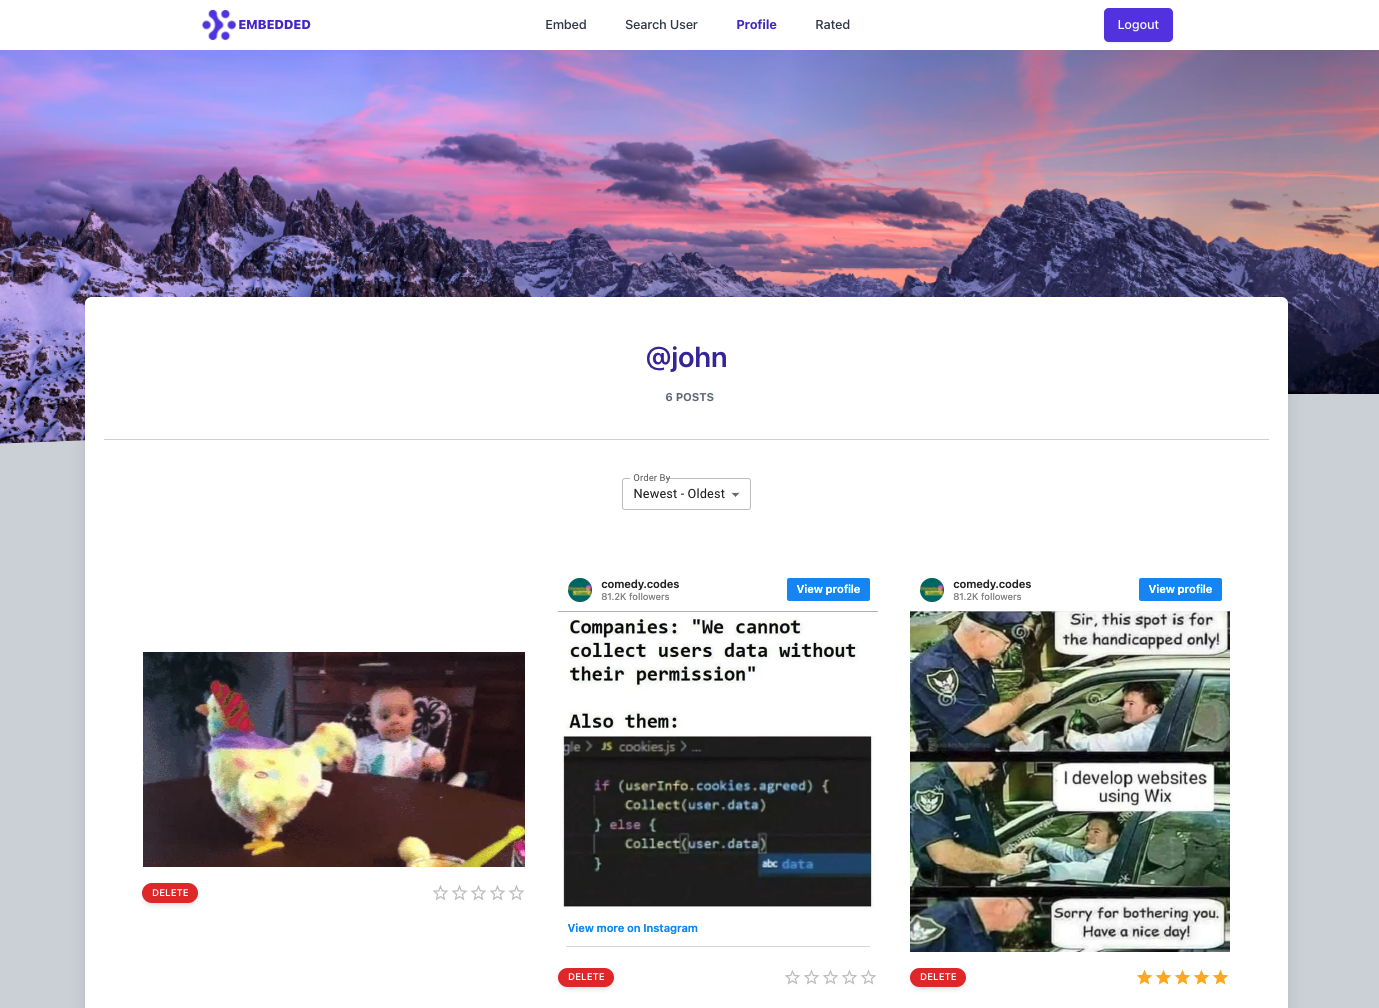 EMBEDDED
Embed
Search User
Profile
Rated
Logout
@john
6 POSTS
Order By
Newest - Oldest
comedy.codes
81.2K followers
View profile
Companies: "We cannot
collect users data without
their permission"
Also them:
gle > JS cookies.js > ...
if (userInfo.cookies.agreed) {
Collect(user.data)
} else {
Collect(user.data)
}
abc data
View more on Instagram
comedy.codes
81.2K followers
View profile
Sir, this spot is for
the handicapped only!
I develop websites
using Wix
Sorry for bothering you.
Have a nice day!
DELETE
DELETE
DELETE